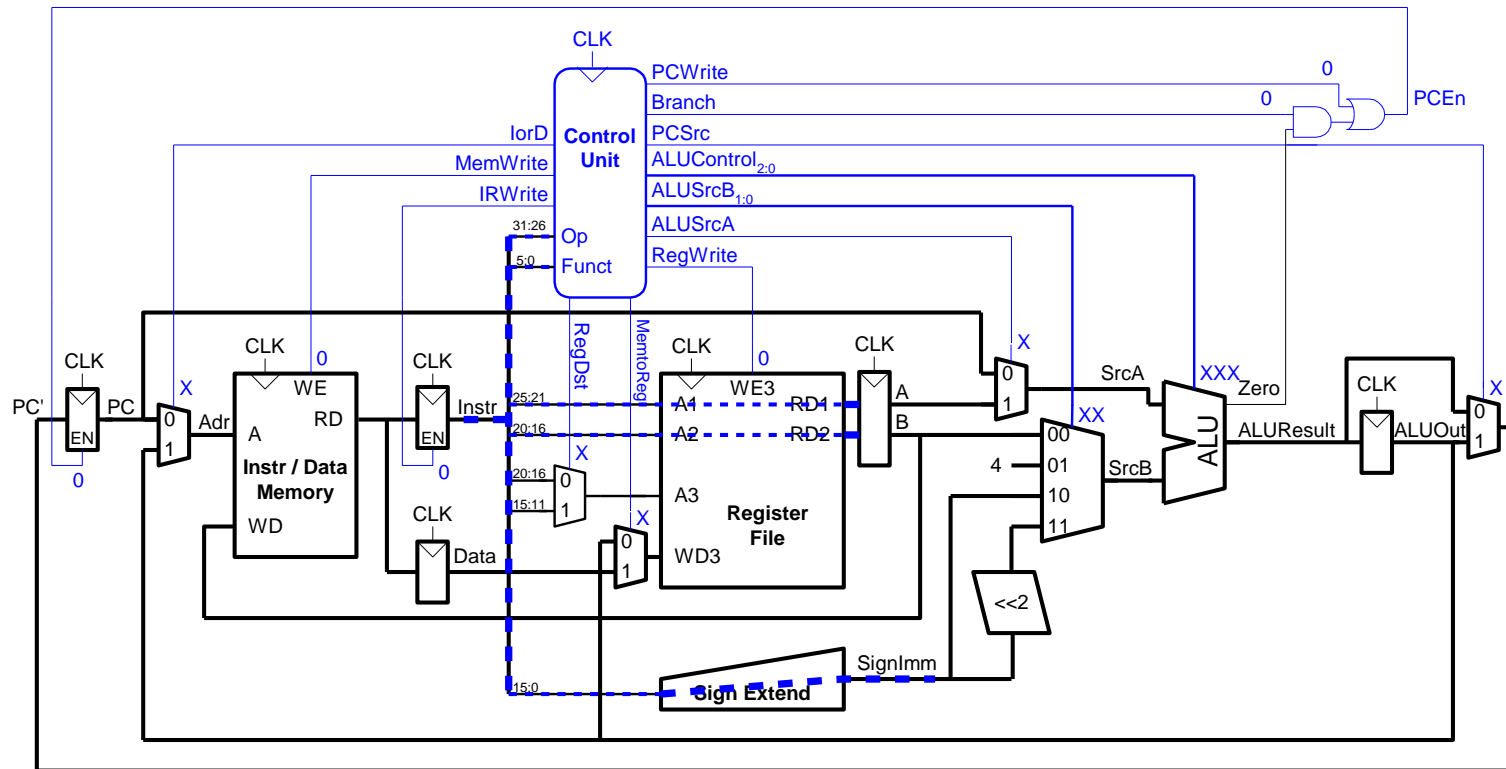 CLK
PCWrite
0
Branch
0
PCEn
IorD
Control
Unit
PCSrc
MemWrite
ALUControl2:0
IRWrite
ALUSrcB1:0
31:26
Op
ALUSrcA
5:0
Funct
RegWrite
RegDst
MemtoReg
CLK
CLK
CLK
CLK
CLK
X
0
0
X
XXX
X
PC'
PC
EN
0
1
Adr
WE
RD
A
Instr / Data
Memory
WD
EN
Instr
25:21
A1
WE3
RD1
A
0
1
SrcA
Zero
CLK
0
1
20:16
A2
RD2
B
XX
00
ALU
ALUResult
ALUOut
0
0
X
4
01
SrcB
20:16
0
10
15:11
1
A3
Register
File
X
11
CLK
Data
0
1
WD3
<<2
SignImm
15:0
Sign Extend